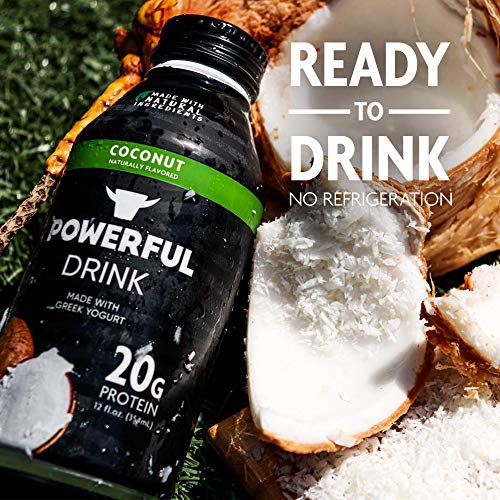 READY
TO
DRINK
NO REFRIGERATION
MADE WITH
NATURAL
INGREDIENTS
COCONUT
NATURALLY FLAVORED
POWERFUL
DRINK
MADE WITH
GREEK YOGURT
20G
PROTEIN
12 fl.oz. (354mL)